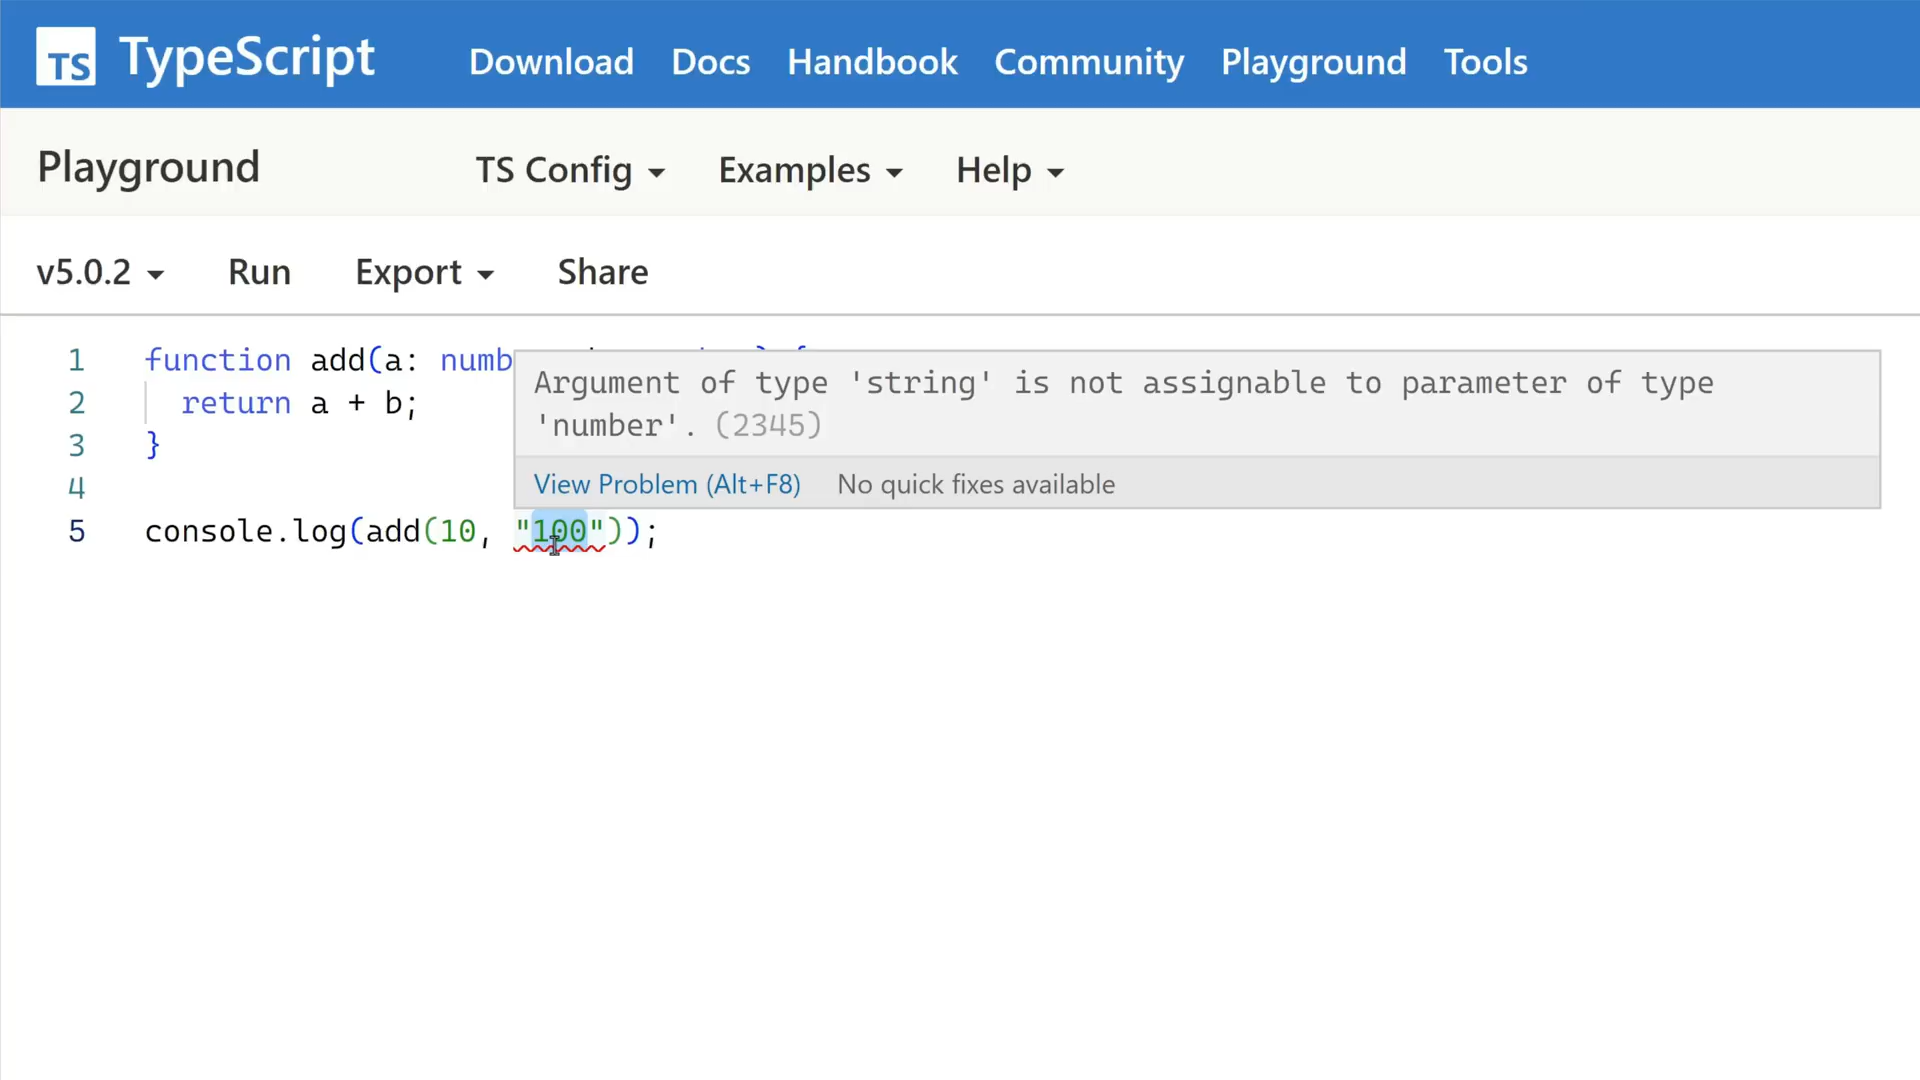 TS TypeScript Download Docs Handbook Community Playground Tools
Playground TS Config Examples Help
v5.0.2 Run Export Share
1 function add(a: numb
Argument of type 'string' is not assignable to parameter of type
2 return a + b;
'number'. (2345)
3 }
View Problem (Alt+F8) No quick fixes available
4
5 console.log(add(10, "100"));